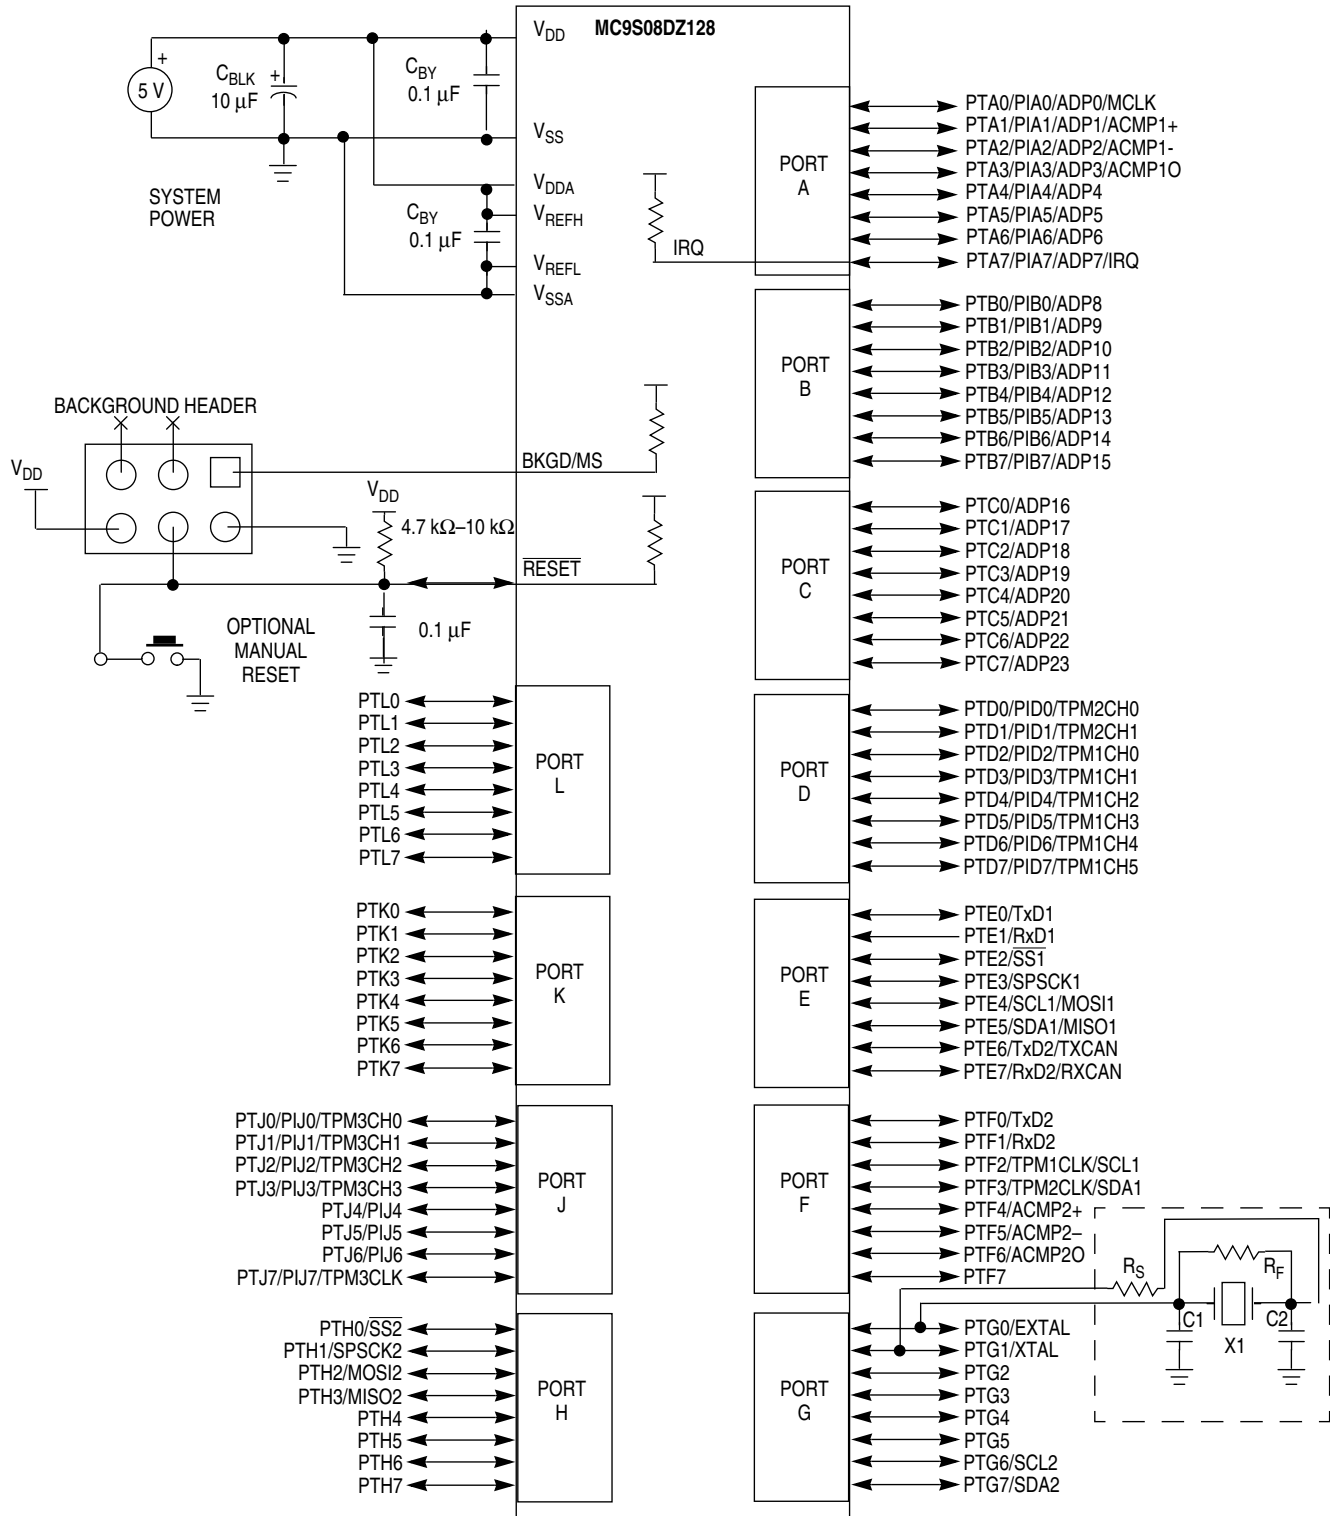 MC9S08DZ128
VDD
5 V
+
CBLK
10 µF
+
CBY
0.1 µF
VSS
SYSTEM
POWER
VDDA
CBY
0.1 µF
VREFH
VREFL
VSSA
IRQ
PORT
A
PTA0/PIA0/ADP0/MCLK
PTA1/PIA1/ADP1/ACMP1+
PTA2/PIA2/ADP2/ACMP1-
PTA3/PIA3/ADP3/ACMP1O
PTA4/PIA4/ADP4
PTA5/PIA5/ADP5
PTA6/PIA6/ADP6
PTA7/PIA7/ADP7/IRQ
PORT
B
PTB0/PIB0/ADP8
PTB1/PIB1/ADP9
PTB2/PIB2/ADP10
PTB3/PIB3/ADP11
PTB4/PIB4/ADP12
PTB5/PIB5/ADP13
PTB6/PIB6/ADP14
PTB7/PIB7/ADP15
BACKGROUND HEADER
VDD
BKGD/MS
VDD
4.7 kΩ–10 kΩ
RESET
0.1 µF
OPTIONAL
MANUAL
RESET
PORT
C
PTC0/ADP16
PTC1/ADP17
PTC2/ADP18
PTC3/ADP19
PTC4/ADP20
PTC5/ADP21
PTC6/ADP22
PTC7/ADP23
PTL0
PTL1
PTL2
PTL3
PTL4
PTL5
PTL6
PTL7
PORT
L
PORT
D
PTD0/PID0/TPM2CH0
PTD1/PID1/TPM2CH1
PTD2/PID2/TPM1CH0
PTD3/PID3/TPM1CH1
PTD4/PID4/TPM1CH2
PTD5/PID5/TPM1CH3
PTD6/PID6/TPM1CH4
PTD7/PID7/TPM1CH5
PTK0
PTK1
PTK2
PTK3
PTK4
PTK5
PTK6
PTK7
PORT
K
PORT
E
PTE0/TxD1
PTE1/RxD1
PTE2/SS1
PTE3/SPSCK1
PTE4/SCL1/MOSI1
PTE5/SDA1/MISO1
PTE6/TxD2/TXCAN
PTE7/RxD2/RXCAN
PTJ0/PIJ0/TPM3CH0
PTJ1/PIJ1/TPM3CH1
PTJ2/PIJ2/TPM3CH2
PTJ3/PIJ3/TPM3CH3
PTJ4/PIJ4
PTJ5/PIJ5
PTJ6/PIJ6
PTJ7/PIJ7/TPM3CLK
PORT
J
PORT
F
PTF0/TxD2
PTF1/RxD2
PTF2/TPM1CLK/SCL1
PTF3/TPM2CLK/SDA1
PTF4/ACMP2+
PTF5/ACMP2–
PTF6/ACMP2O
PTF7
RS
RF
C1
C2
X1
PTH0/SS2
PTH1/SPSCK2
PTH2/MOSI2
PTH3/MISO2
PTH4
PTH5
PTH6
PTH7
PORT
H
PORT
G
PTG0/EXTAL
PTG1/XTAL
PTG2
PTG3
PTG4
PTG5
PTG6/SCL2
PTG7/SDA2